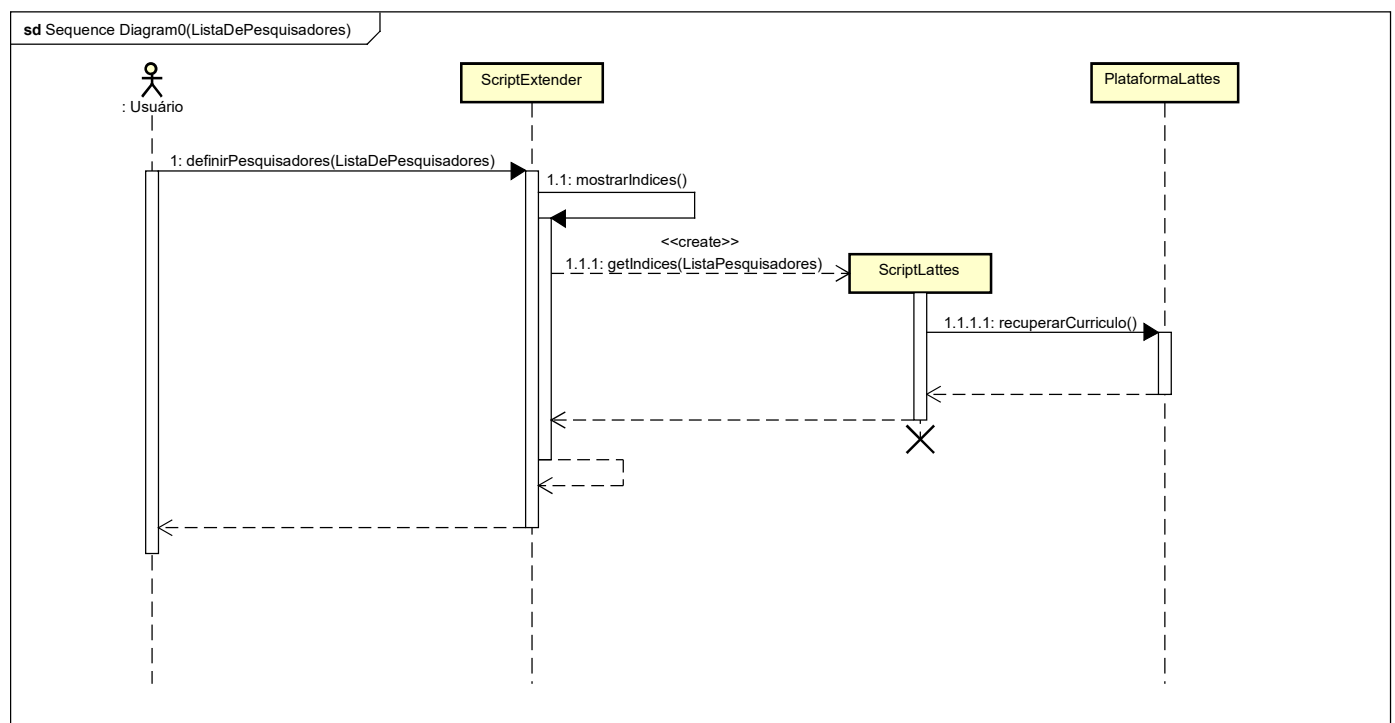 sd Sequence Diagram0(ListaDePesquisadores)
: Usuário
ScriptExtender
PlataformaLattes
1: definirPesquisadores(ListaDePesquisadores)
1.1: mostrarIndices()
<<create>>
1.1.1: getIndices(ListaPesquisadores)
ScriptLattes
1.1.1.1: recuperarCurriculo()